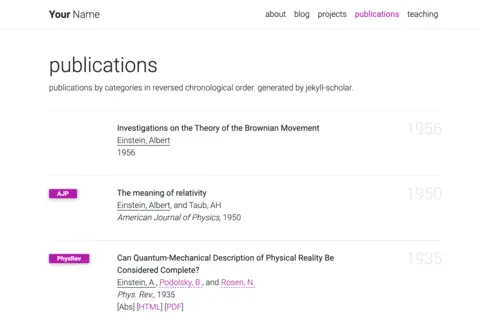 Your Name
about blog projects publications teaching
publications
publications by categories in reversed chronological order. generated by jekyll-scholar.
1956
Investigations on the Theory of the Brownian Movement
Einstein, Albert
1956
1950
AJP
The meaning of relativity
Einstein, Albert, and Taub, AH
American Journal of Physics, 1950
1935
PhysRev
Can Quantum-Mechanical Description of Physical Reality Be
Considered Complete?
Einstein, A., Podolsky, B., and Rosen, N.
Phys. Rev., 1935
[Abs] [HTML] [PDF]